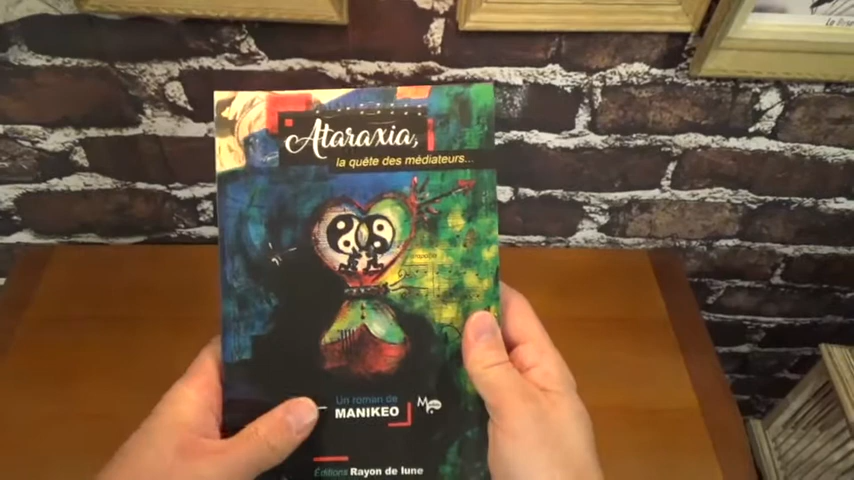 Ataraxia,
la quête des médiateurs...
Un roman de
MANIKEO
Éditions Rayon de lune